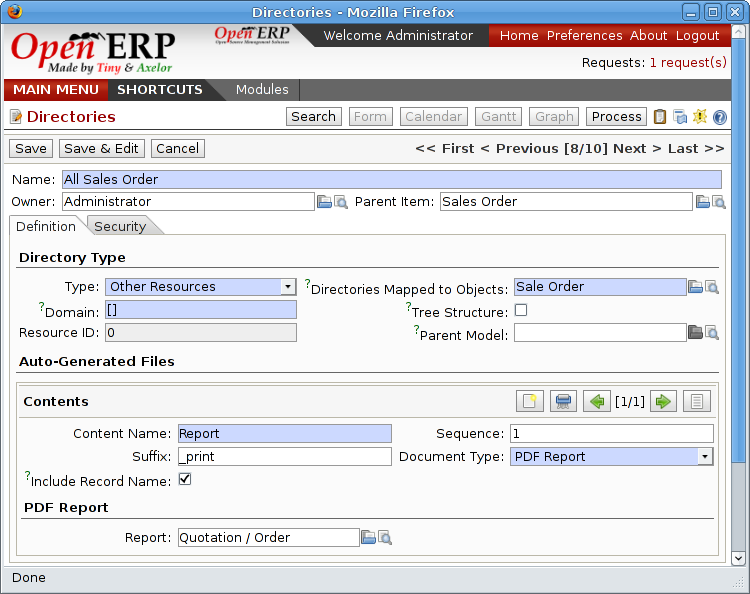 Directories - Mozilla Firefox
Open ERP
Made by Tiny & Axelor
Open ERP
Open Source Management Solution
Welcome Administrator
Home Preferences About Logout
Requests: 1 request(s)
MAIN MENU SHORTCUTS Modules
Directories Search Form Calendar Gantt Graph Process
Save Save & Edit Cancel << First < Previous [8/10] Next > Last >>
Name: All Sales Order
Owner: Administrator Parent Item: Sales Order
Definition Security
Directory Type
Type: Other Resources ?Directories Mapped to Objects: Sale Order
?Domain: [] ?Tree Structure:
Resource ID: 0 ?Parent Model:
Auto-Generated Files
Contents [1/1]
Content Name: Report Sequence: 1
Suffix: _print Document Type: PDF Report
?Include Record Name:
PDF Report
Report: Quotation / Order
Done